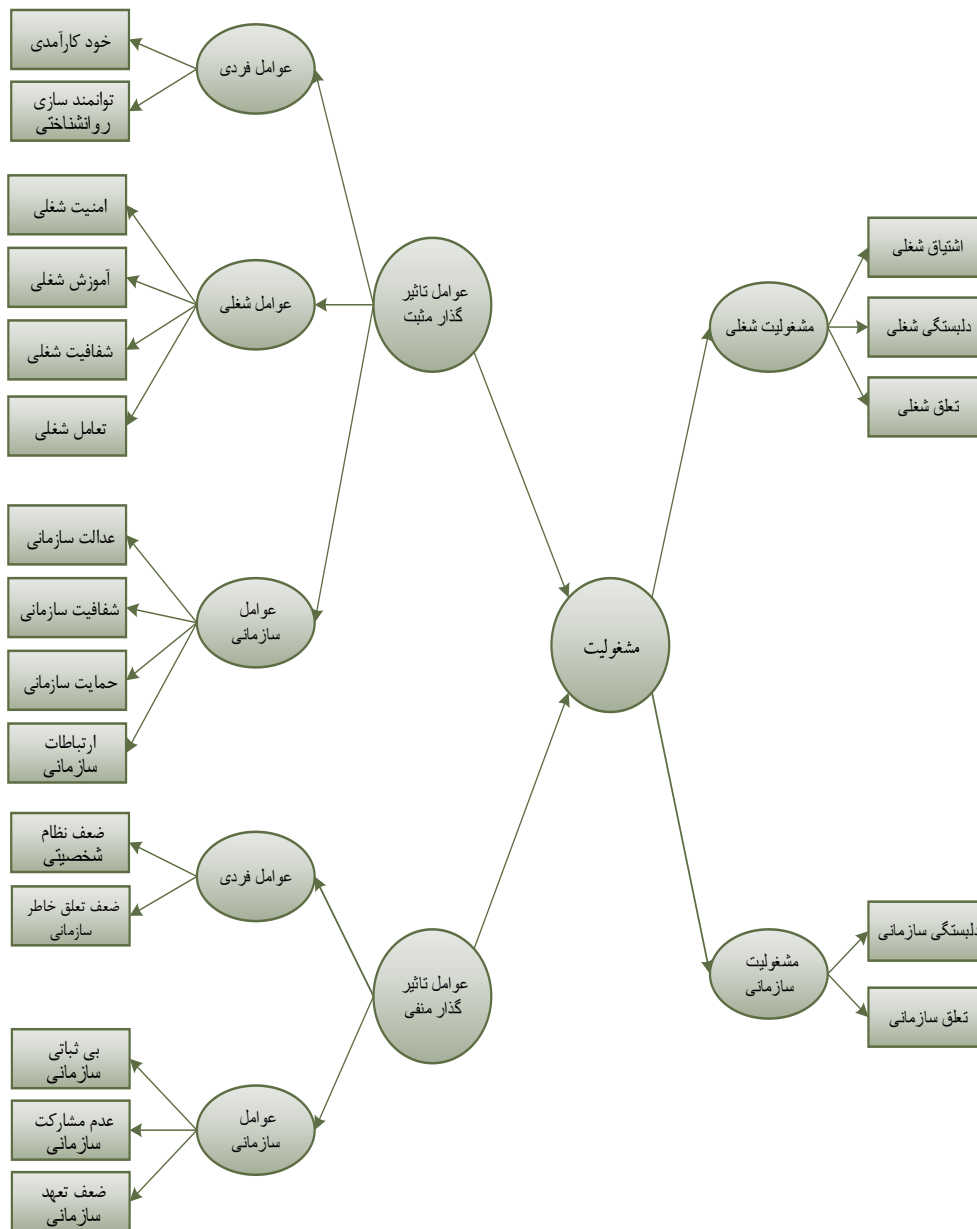 خود کارآمدی
توانمند سازی
روانشناختی
عوامل فردی
امنیت شغلی
آموزش شغلی
شفافیت شغلی
تعامل شغلی
عوامل شغلی
عوامل تاثیر
گذار مثبت
عدالت سازمانی
شفافیت سازمانی
حمایت سازمانی
ارتباطات
سازمانی
عوامل
سازمانی
ضعف نظام
شخصیتی
ضعف تعلق خاطر
سازمانی
عوامل فردی
بی ثباتی
سازمانی
عدم مشارکت
سازمانی
ضعف تعهد
سازمانی
عوامل
سازمانی
عوامل تاثیر
گذار منفی
مشغولیت
مشغولیت شغلی
اشتیاق شغلی
دلبستگی شغلی
تعلق شغلی
مشغولیت
سازمانی
دلبستگی سازمانی
تعلق سازمانی